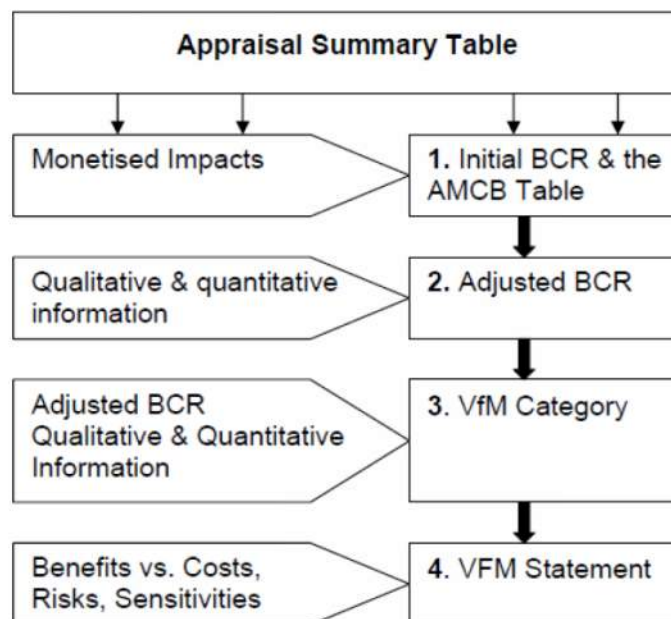 Appraisal Summary Table
Monetised Impacts
1. Initial BCR & the
AMCB Table
Qualitative & quantitative
information
2. Adjusted BCR
Adjusted BCR
Qualitative & Quantitative
Information
3. VfM Category
Benefits vs. Costs,
Risks, Sensitivities
4. VFM Statement